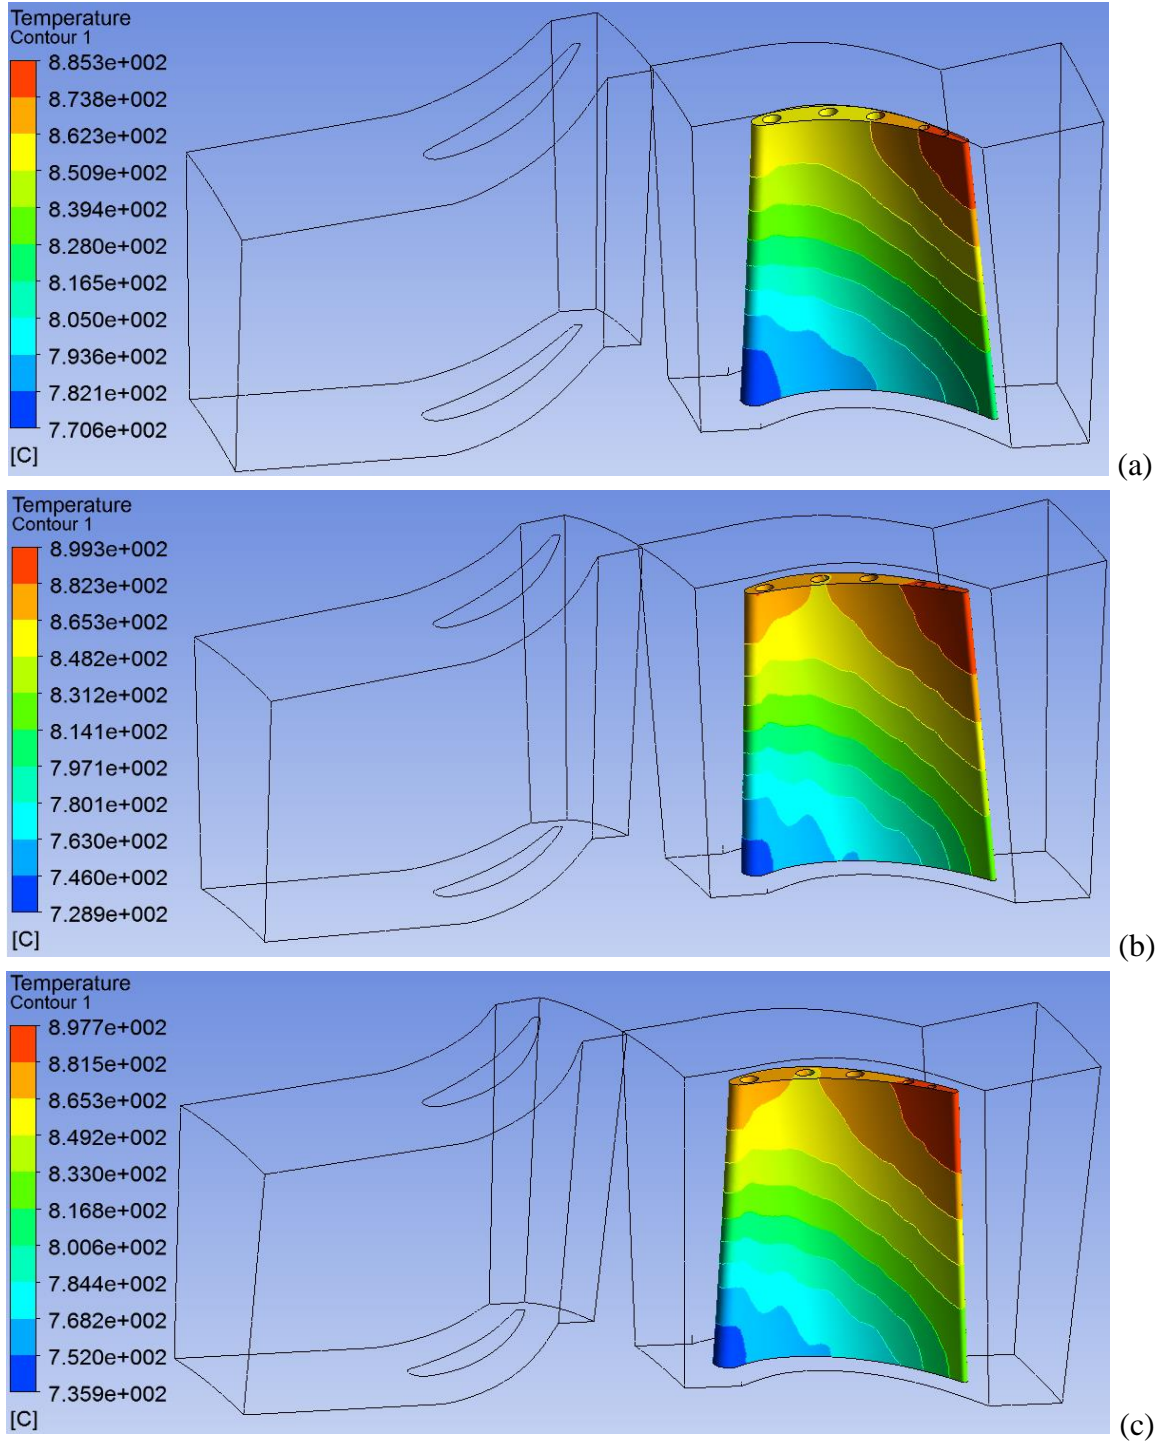 Temperature
Contour 1
8.853e+002
8.738e+002
8.623e+002
8.509e+002
8.394e+002
8.280e+002
8.165e+002
8.050e+002
7.936e+002
7.821e+002
7.706e+002
[C]
(a)
Temperature
Contour 1
8.993e+002
8.823e+002
8.653e+002
8.482e+002
8.312e+002
8.141e+002
7.971e+002
7.801e+002
7.630e+002
7.460e+002
7.289e+002
[C]
(b)
Temperature
Contour 1
8.977e+002
8.815e+002
8.653e+002
8.492e+002
8.330e+002
8.168e+002
8.006e+002
7.844e+002
7.682e+002
7.520e+002
7.359e+002
[C]
(c)